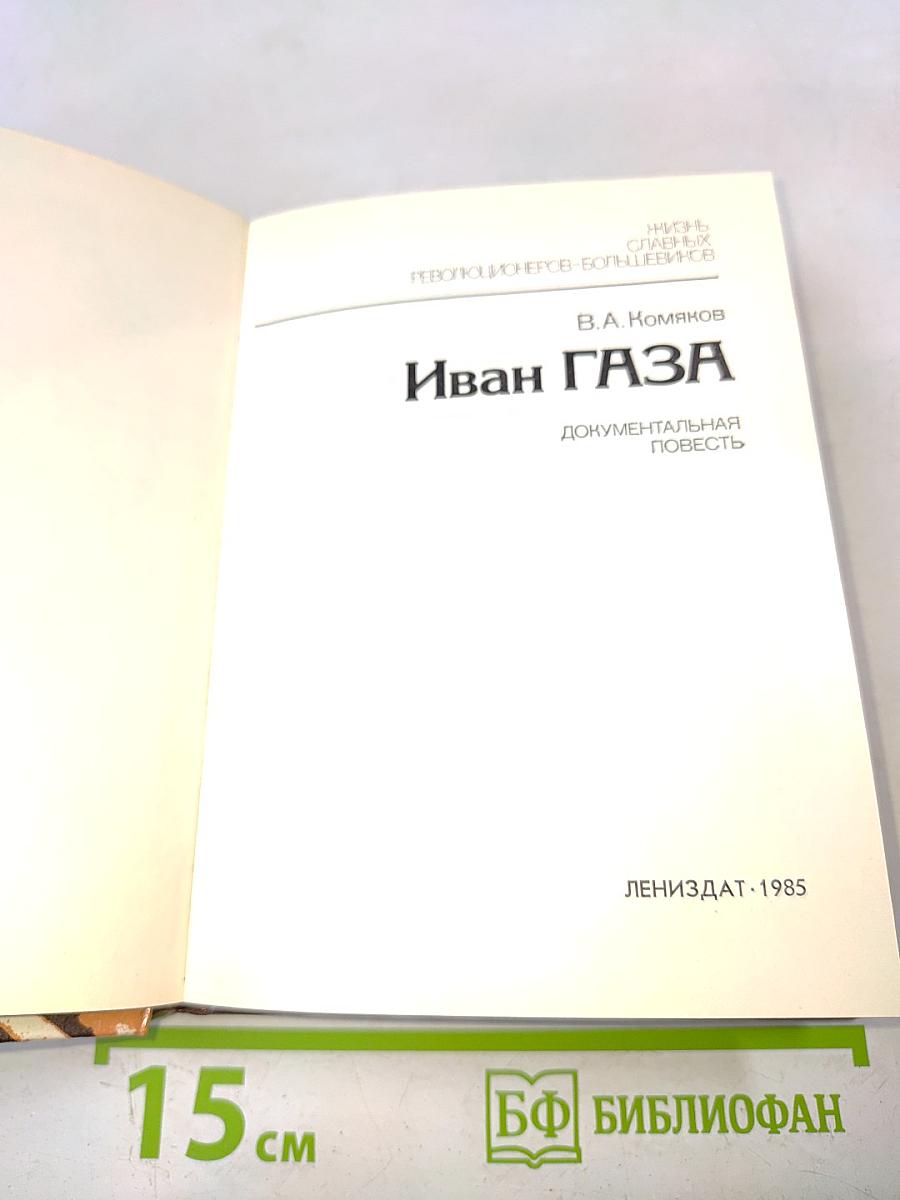 ЖИЗНЬ
СЛАВНЫХ
РЕВОЛЮЦИОНЕРОВ-БОЛЬШЕВИКОВ
В.А.Комяков
Иван ГАЗА
ДОКУМЕНТАЛЬНАЯ
ПОВЕСТЬ
ЛЕНИЗДАТ·1985
15 см
БФ БИБЛИОФАН